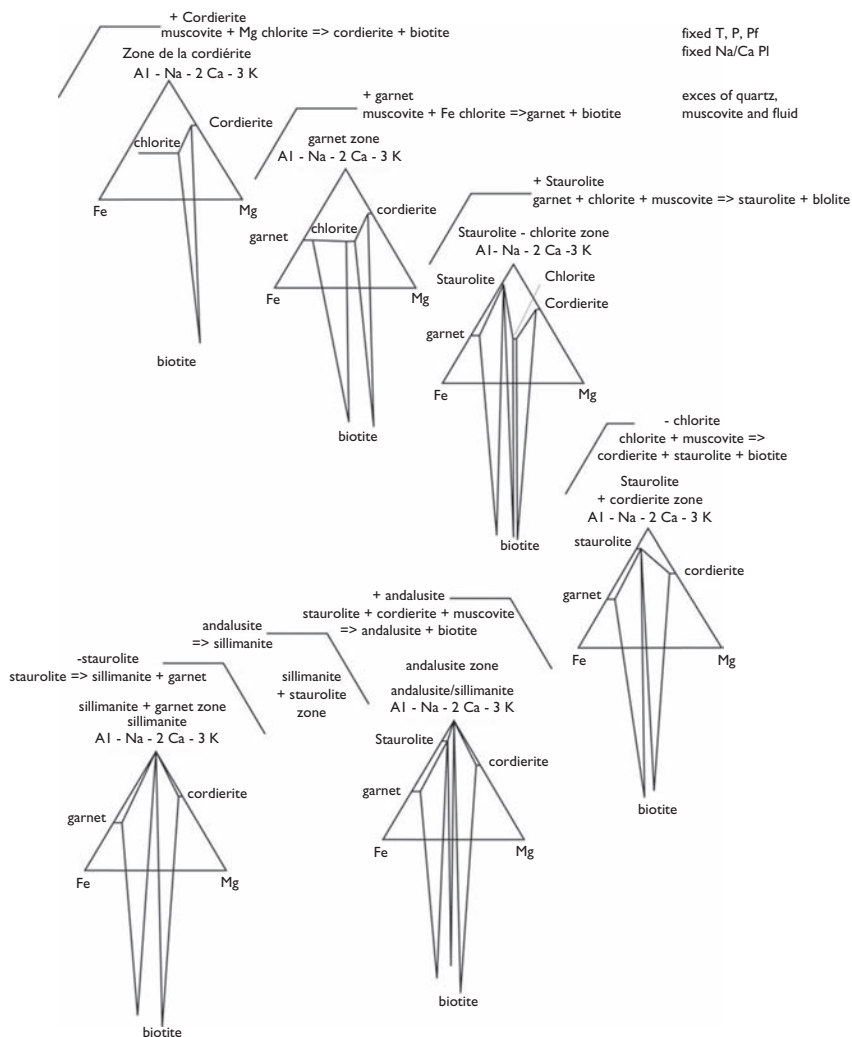 + Cordierite
muscovite + Mg chlorite => cordierite + biotite
Zone de la cordiérite
A1 - Na - 2 Ca - 3 K
Cordierite
chlorite
Fe
Mg
biotite
fixed T, P, Pf
fixed Na/Ca Pl
exces of quartz,
muscovite and fluid
+ garnet
muscovite + Fe chlorite =>garnet + biotite
garnet zone
A1 - Na - 2 Ca - 3 K
cordierite
chlorite
garnet
Fe
Mg
biotite
+ Staurolite
garnet + chlorite + muscovite => staurolite + blolite
Staurolite - chlorite zone
A1- Na - 2 Ca -3 K
Staurolite
Chlorite
Cordierite
garnet
Fe
Mg
biotite
- chlorite
chlorite + muscovite =>
cordierite + staurolite + biotite
Staurolite
+ cordierite zone
A1 - Na - 2 Ca - 3 K
staurolite
cordierite
garnet
Fe
Mg
biotite
+ andalusite
staurolite + cordierite + muscovite
=> andalusite + biotite
andalusite zone
andalusite/sillimanite
A1 - Na - 2 Ca - 3 K
Staurolite
cordierite
garnet
Fe
Mg
biotite
andalusite
=> sillimanite
sillimanite
+ staurolite
zone
-staurolite
staurolite => sillimanite + garnet
sillimanite + garnet zone
sillimanite
A1 - Na - 2 Ca - 3 K
cordierite
garnet
Fe
Mg
biotite